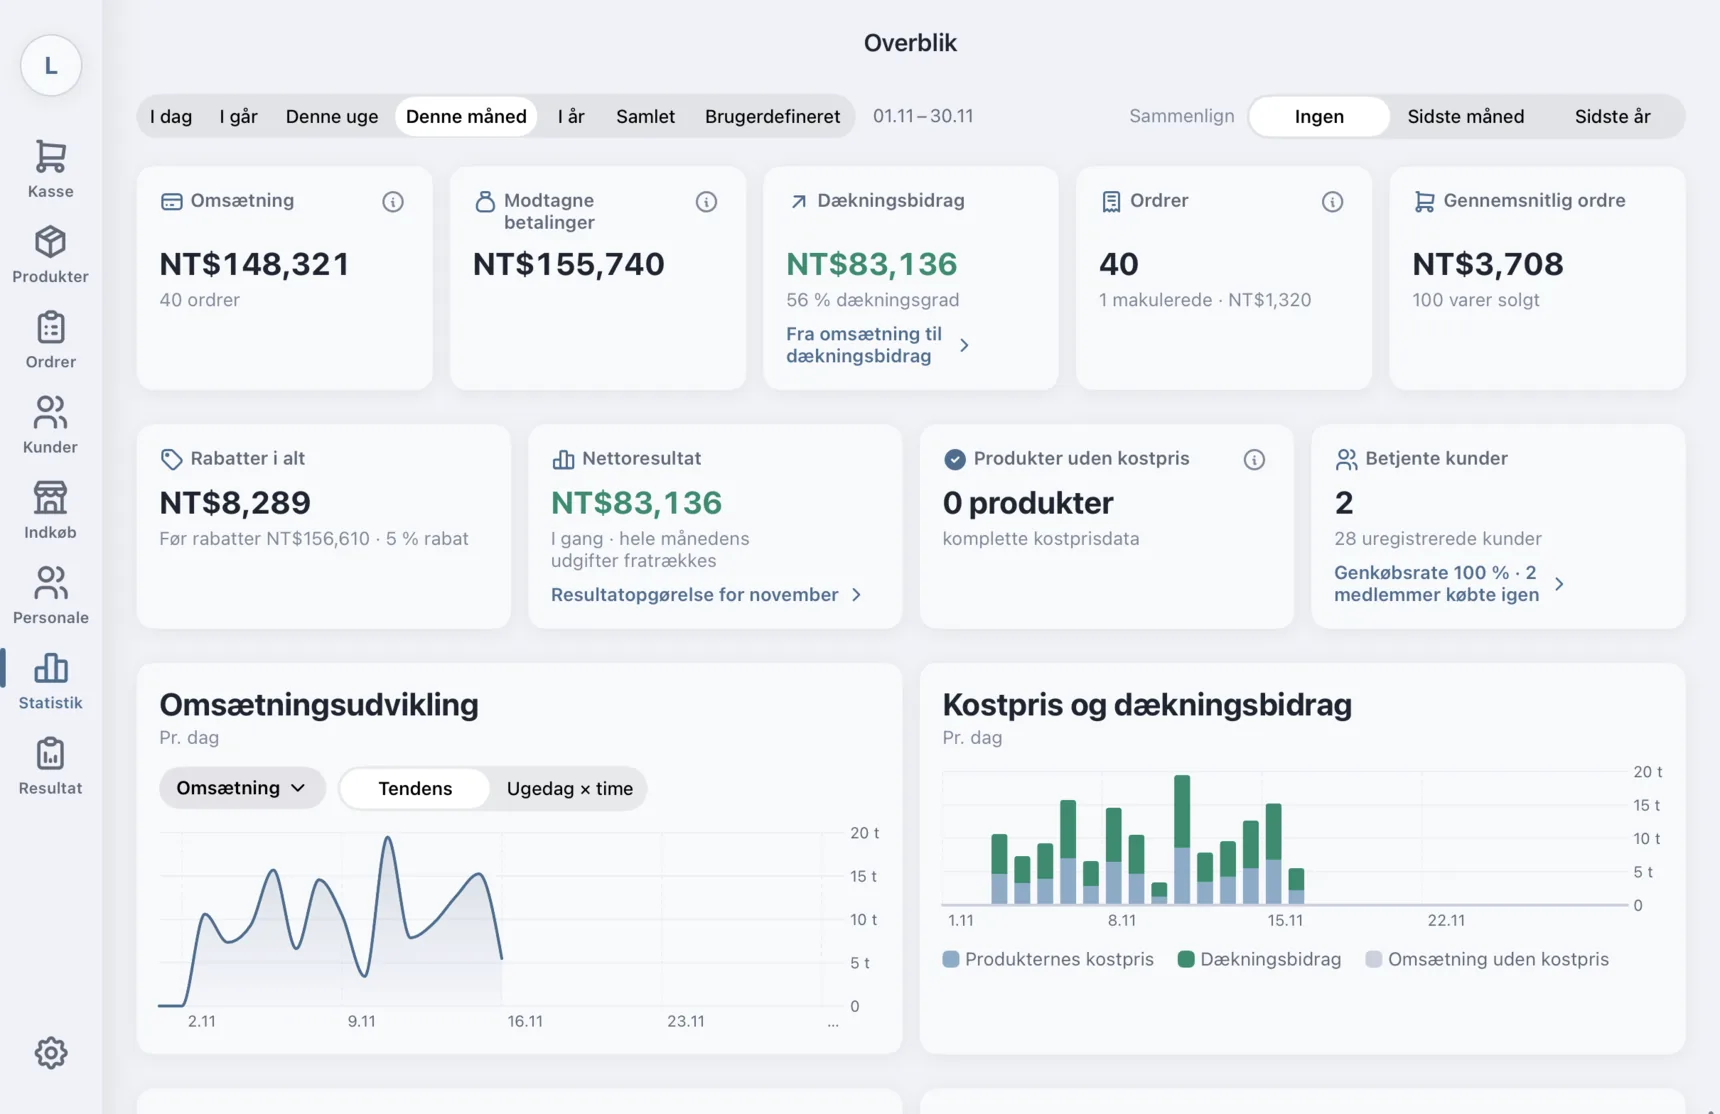 Overblik
L
Kasse
Produkter
Ordrer
Kunder
Indkøb
Personale
Statistik
Resultat
I dag
I går
Denne uge
Denne måned
I år
Samlet
Brugerdefineret
01.11–30.11
Sammenlign
Ingen
Sidste måned
Sidste år
Omsætning
NT$148,321
40 ordrer
Modtagne
betalinger
NT$155,740
Dækningsbidrag
NT$83,136
56 % dækningsgrad
Fra omsætning til
dækningsbidrag
Ordrer
40
1 makulerede · NT$1,320
Gennemsnitlig ordre
NT$3,708
100 varer solgt
Rabatter i alt
NT$8,289
Før rabatter NT$156,610 · 5 % rabat
Nettoresultat
NT$83,136
I gang · hele månedens
udgifter fratrækkes
Resultatopgørelse for november
Produkter uden kostpris
0 produkter
komplette kostprisdata
Betjente kunder
2
28 uregistrerede kunder
Genkøbsrate 100 % · 2
medlemmer købte igen
Omsætningsudvikling
Pr. dag
Omsætning
Tendens
Ugedag × time
20 t
15 t
10 t
5 t
0
2.11
9.11
16.11
23.11
...
Kostpris og dækningsbidrag
Pr. dag
20 t
15 t
10 t
5 t
0
1.11
8.11
15.11
22.11
Produkternes kostpris
Dækningsbidrag
Omsætning uden kostpris